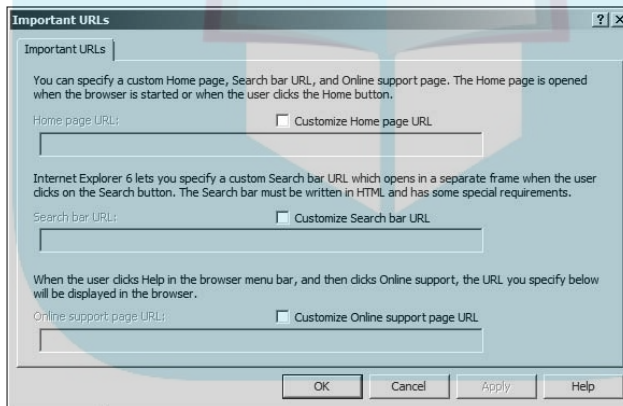 Important URLs
Important URLs
You can specify a custom Home page, Search bar URL, and Online support page. The Home page is opened
when the browser is started or when the user clicks the Home button.
Home page URL:
Customize Home page URL
Internet Explorer 6 lets you specify a custom Search bar URL which opens in a separate frame when the user
clicks on the Search button. The Search bar must be written in HTML and has some special requirements.
Search bar URL:
Customize Search bar URL
When the user clicks Help in the browser menu bar, and then clicks Online support, the URL you specify below
will be displayed in the browser.
Online support page URL:
Customize Online support page URL
OK Cancel Apply Help